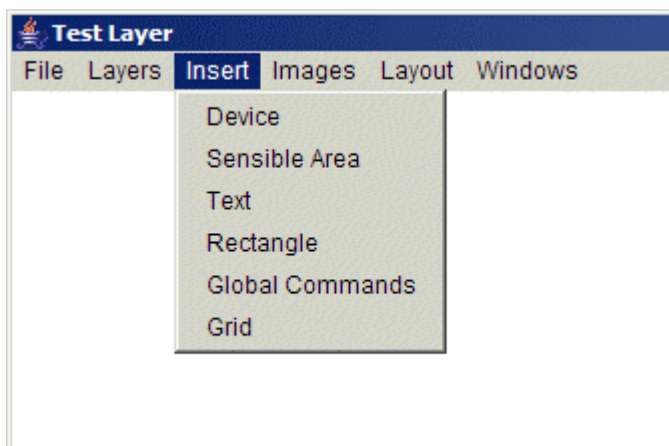 Test Layer
File Layers Insert Images Layout Windows
Device
Sensible Area
Text
Rectangle
Global Commands
Grid